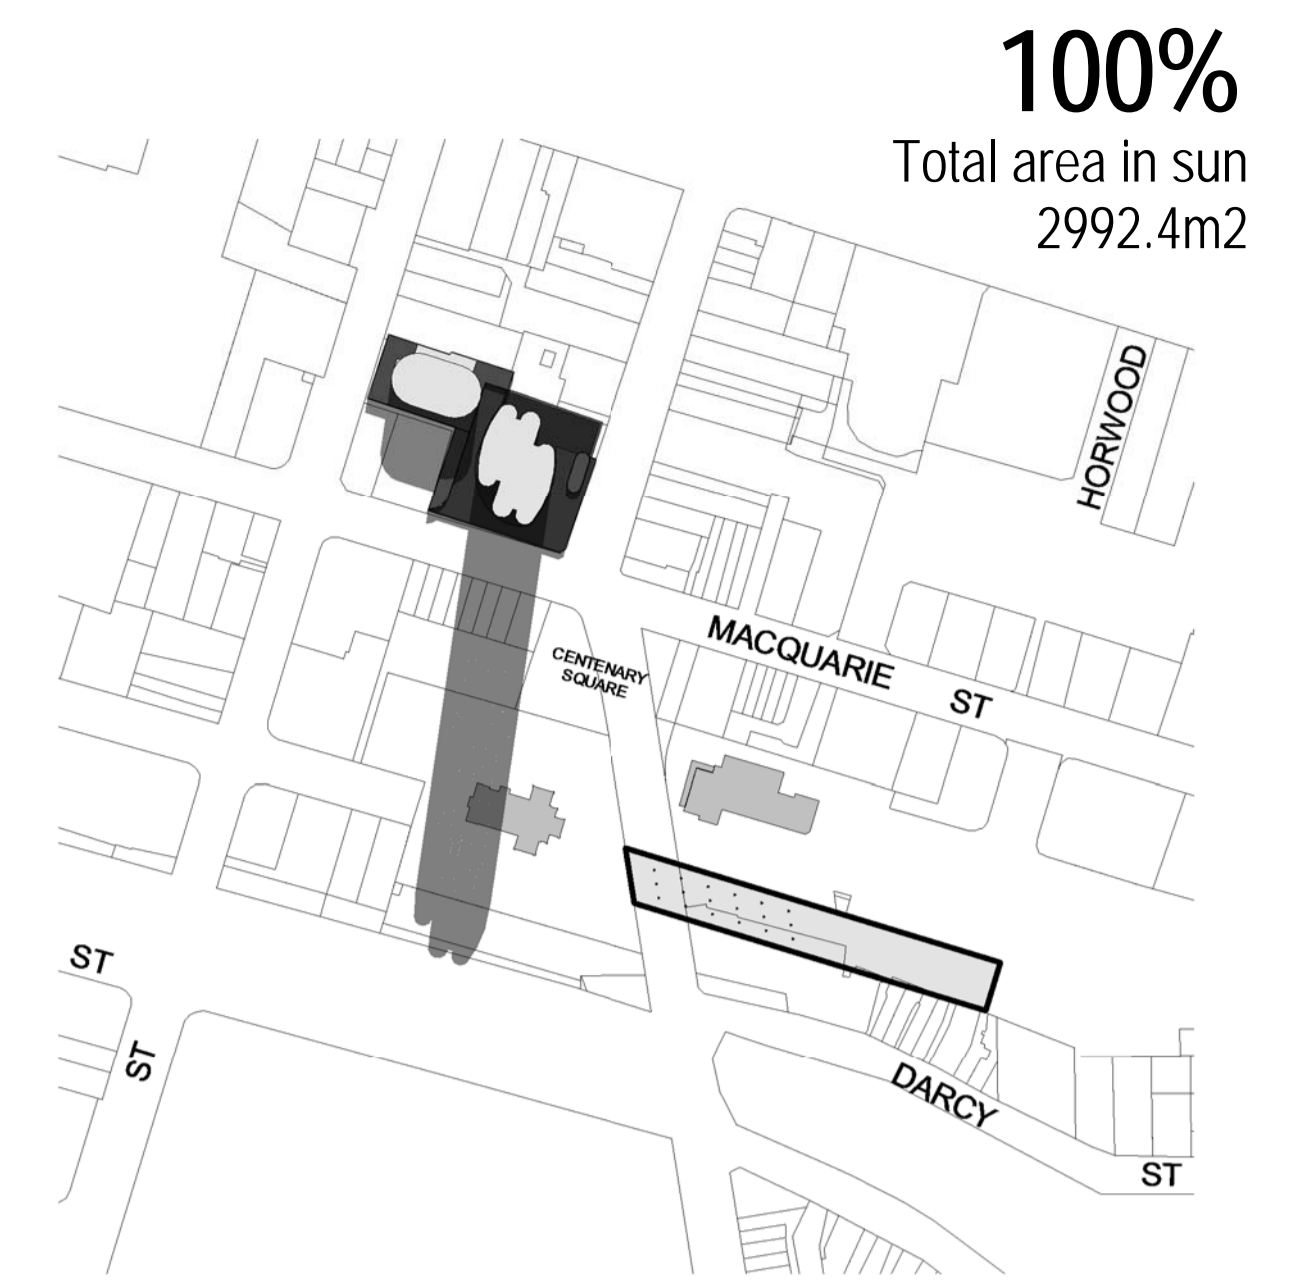 100%
Total area in sun
2992.4m2
HORWOOD
MACQUARIE ST
CENTENARY
SQUARE
ST
ST
DARCY
ST